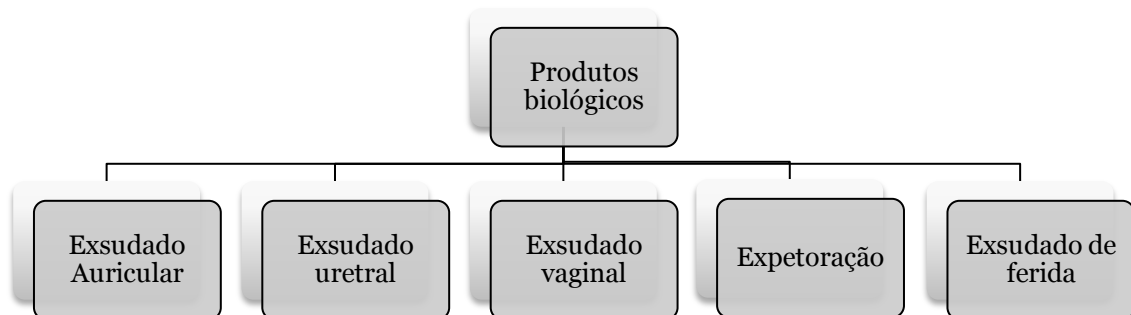 Produtos
biológicos
Exsudado
Auricular
Exsudado
uretral
Exsudado
vaginal
Expetoração
Exsudado de
ferida